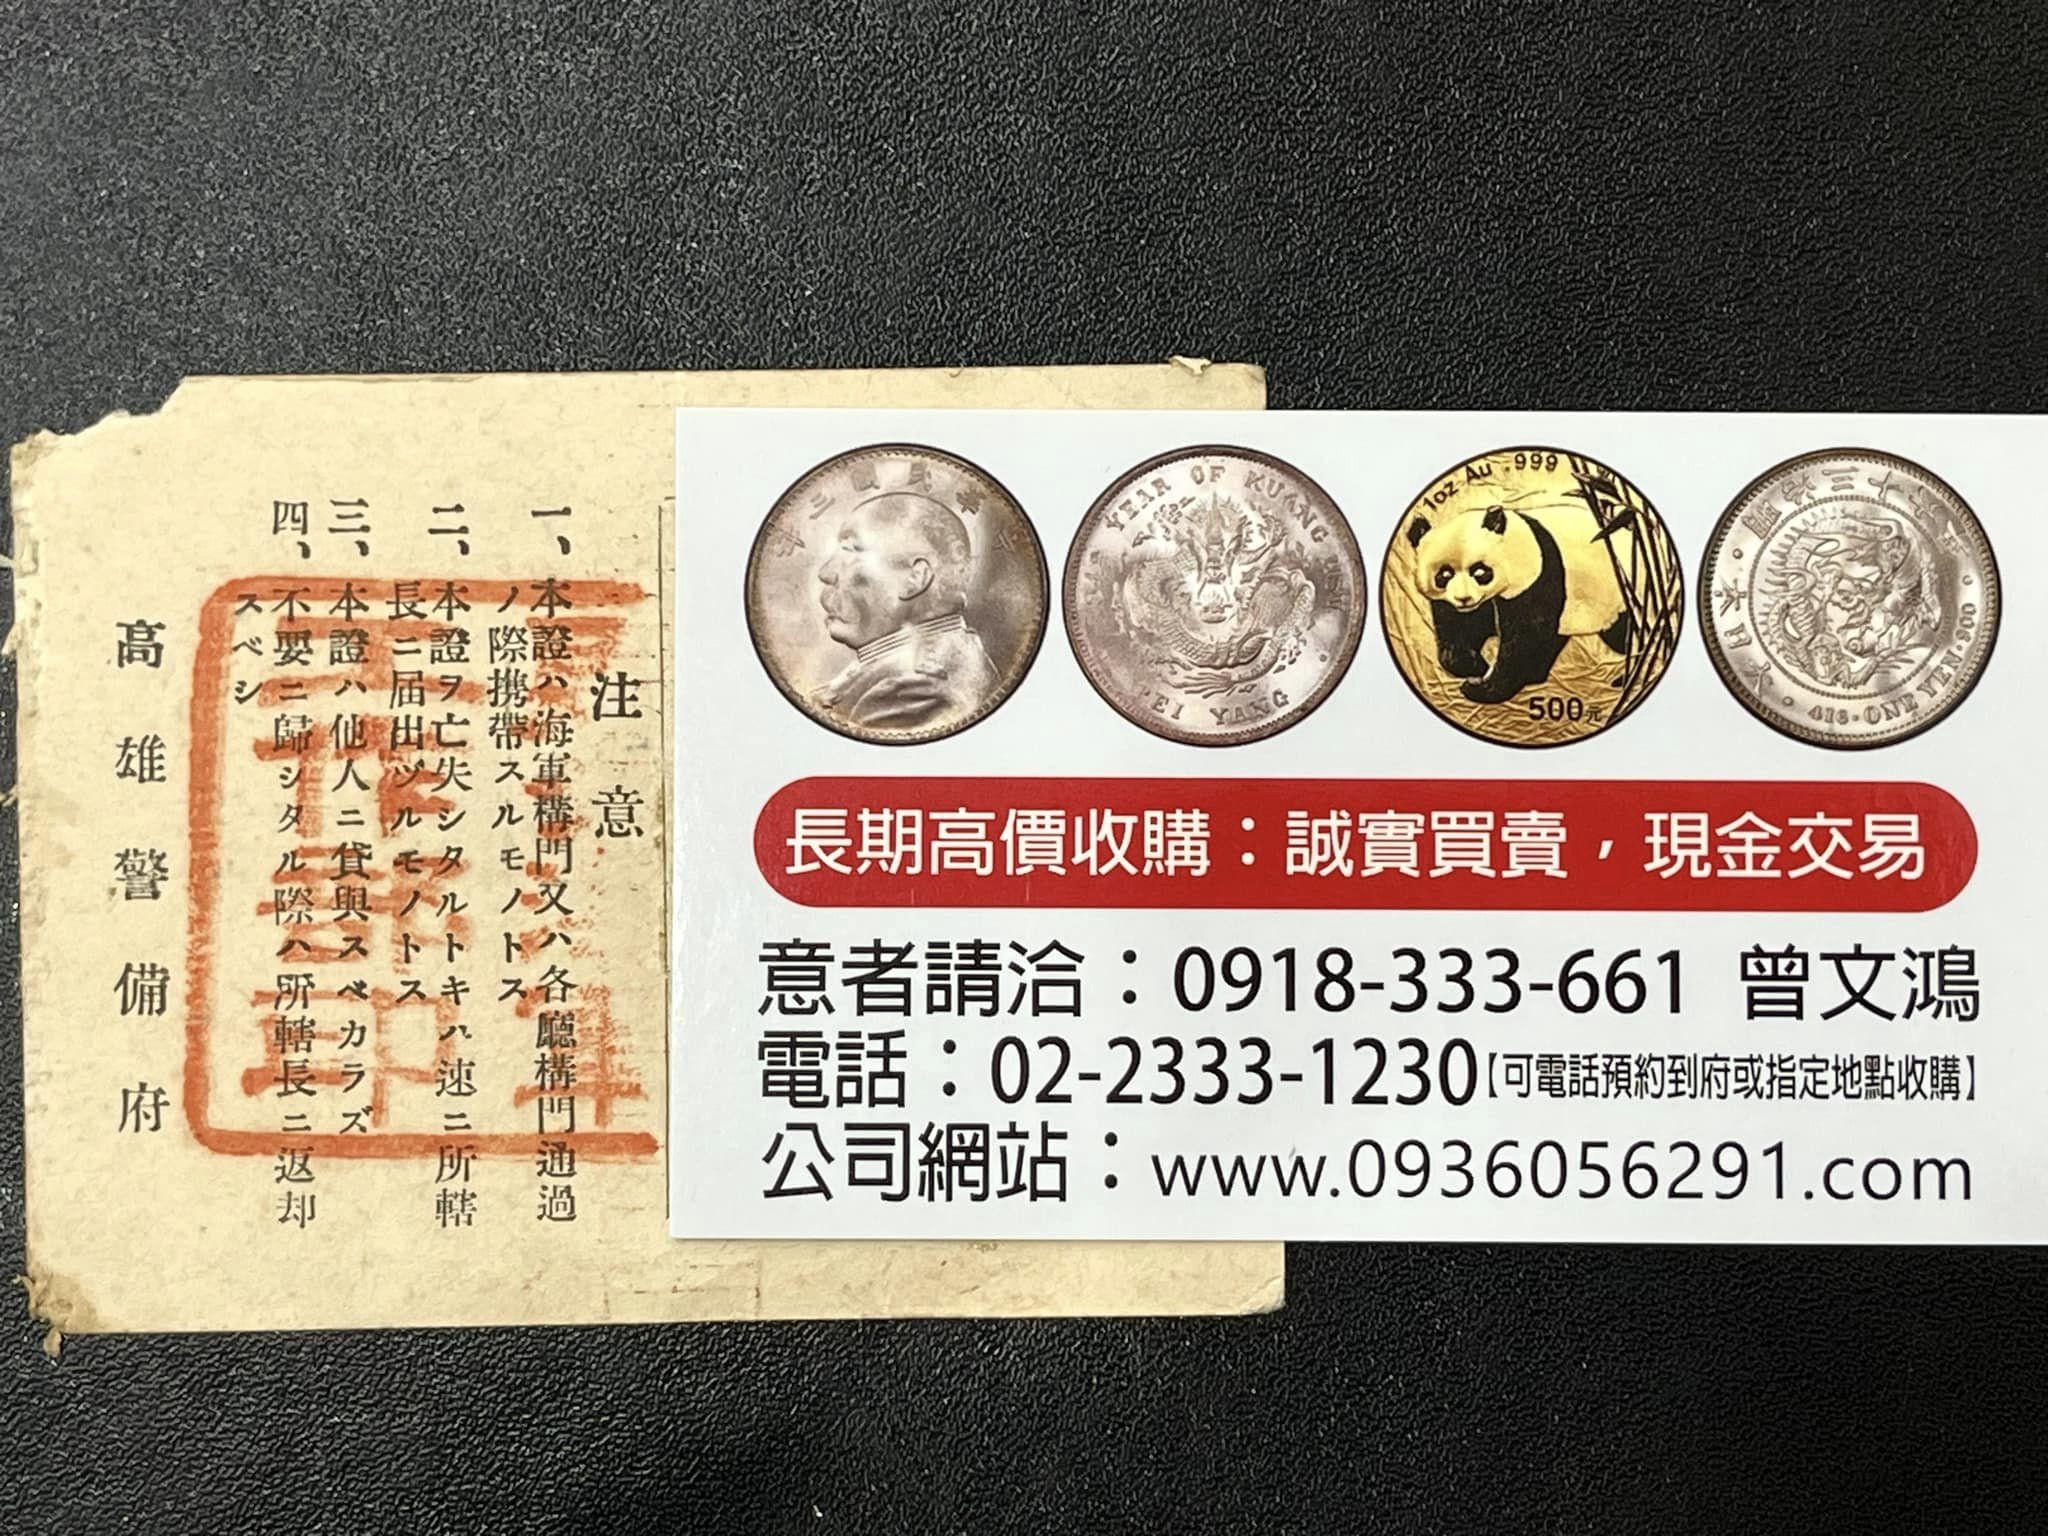 注意
一、本證ハ海軍構門又ハ各廳構門通過
ノ際携帶スルモノトス
二、本證ヲ亡失シタルトキハ速ニ所轄
長ニ届出ヅルモノトス
三、本證ハ他人ニ貸與スベカラズ
四、不要ニ歸シタル際ハ所轄長ニ返却
スベシ
高雄警備府
YEAR OF KUANG
PEI YANG
1oz Au .999
500元
416·ONE YEN·900
長期高價收購：誠實買賣，現金交易
意者請洽：0918-333-661 曾文鴻
電話：02-2333-1230【可電話預約到府或指定地點收購】
公司網站：www.0936056291.com